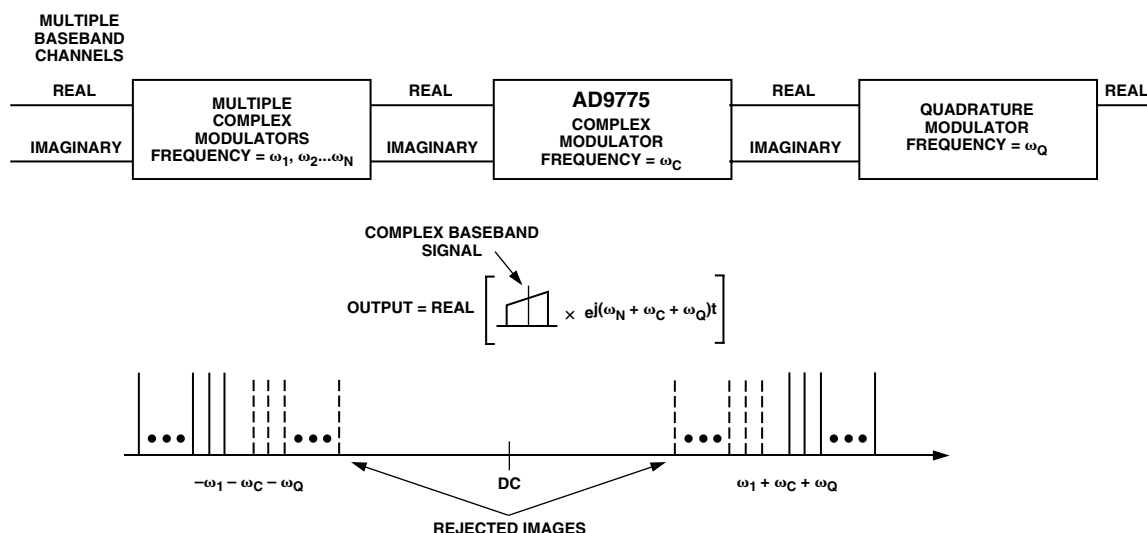 MULTIPLE
BASEBAND
CHANNELS
REAL
IMAGINARY
MULTIPLE
COMPLEX
MODULATORS
FREQUENCY = ω1, ω2...ωN
REAL
IMAGINARY
AD9775
COMPLEX
MODULATOR
FREQUENCY = ωC
REAL
IMAGINARY
QUADRATURE
MODULATOR
FREQUENCY = ωQ
REAL
COMPLEX BASEBAND
SIGNAL
OUTPUT = REAL × ej(ωN + ωC + ωQ)t
–ω1 – ωC – ωQ
DC
ω1 + ωC + ωQ
REJECTED IMAGES